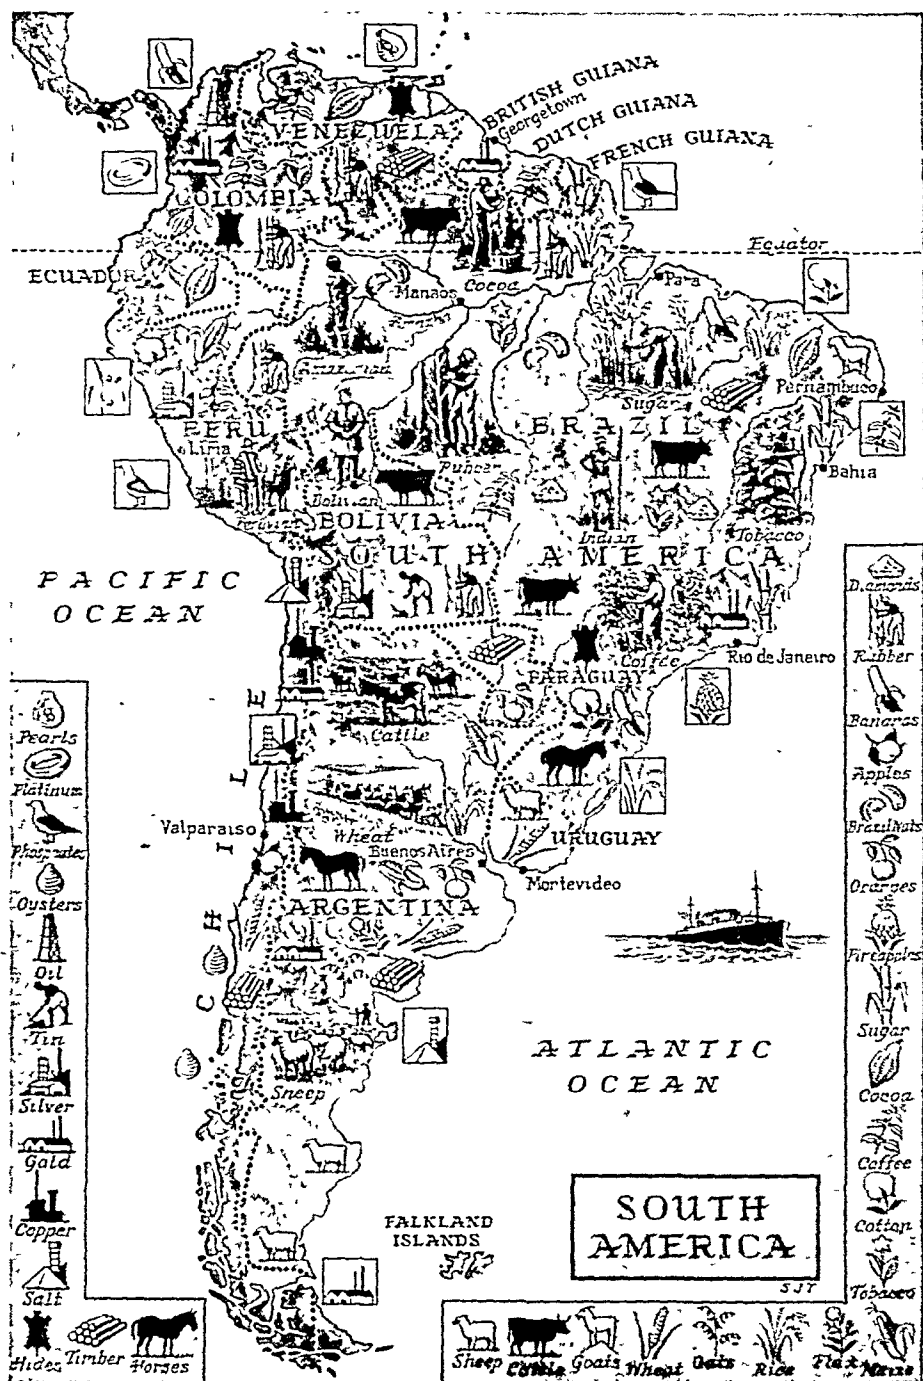 BRITISH GUIANA
Georgetown
DUTCH GUIANA
FRENCH GUIANA
VENEZUELA
COLOMBIA
Equator
ECUADOR
Cocoa
Manaos
Para
Pernambuco
Sugar
BRAZIL
PERU
Lima
Rubber
Bahia
Bolivian
Indian
Tobacco
BOLIVIA
SOUTH AMERICA
PACIFIC
OCEAN
Coffee
Rio de Janeiro
PARAGUAY
Cattle
CHILE
Valparaiso
Wheat
Buenos Aires
URUGUAY
Montevideo
ARGENTINA
ATLANTIC
OCEAN
Sheep
FALKLAND
ISLANDS
SOUTH
AMERICA
SJT
Pearls
Platinum
Phosphates
Oysters
Oil
Tin
Silver
Gold
Copper
Salt
Hides Timber Horses
Diamonds
Rubber
Bananas
Apples
Brazil Nuts
Oranges
Pineapples
Sugar
Cocoa
Coffee
Cotton
Tobacco
Sheep Cattle Goats Wheat Oats Rice Flax Maize